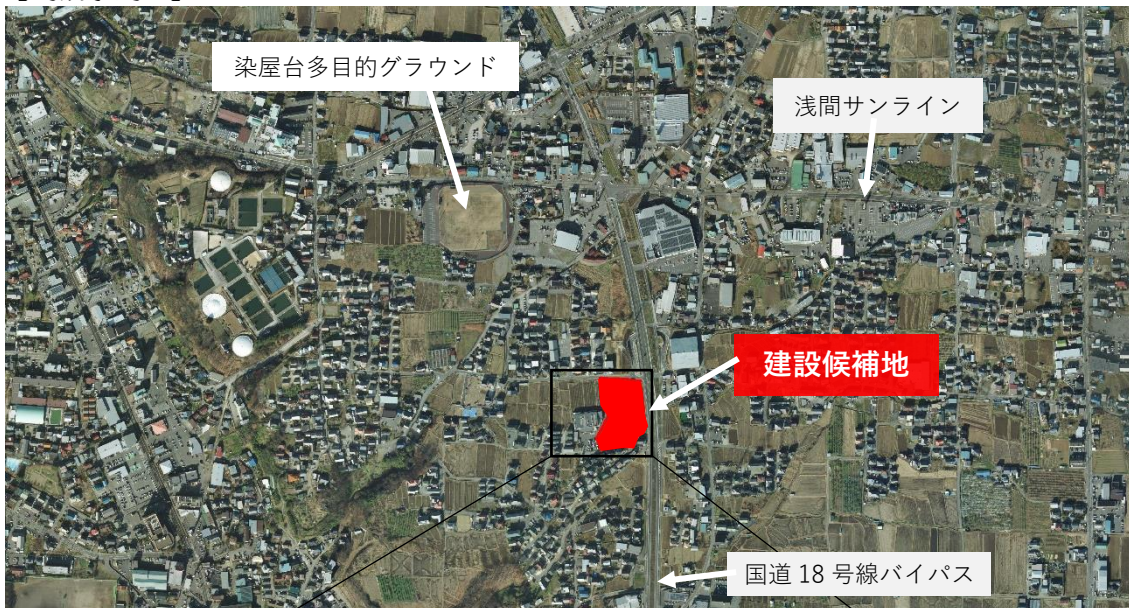 染屋台多目的グラウンド
浅間サンライン
建設候補地
国道 18 号線バイパス